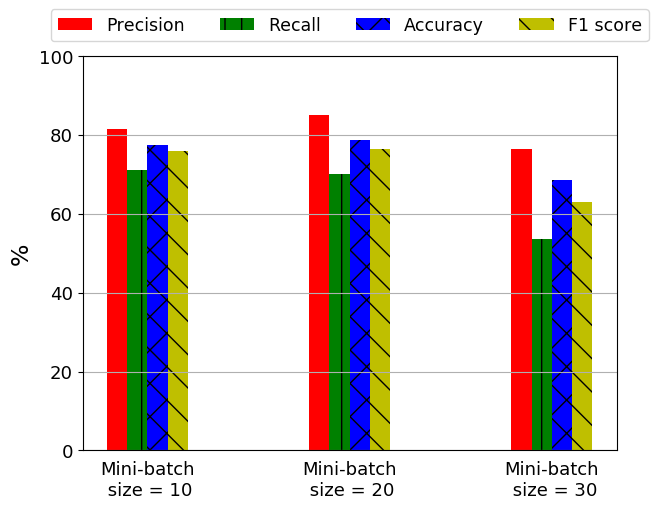 Precision Recall Accuracy F1 score
100
80
60
40
20
0
%
Mini-batch size = 10
Mini-batch size = 20
Mini-batch size = 30